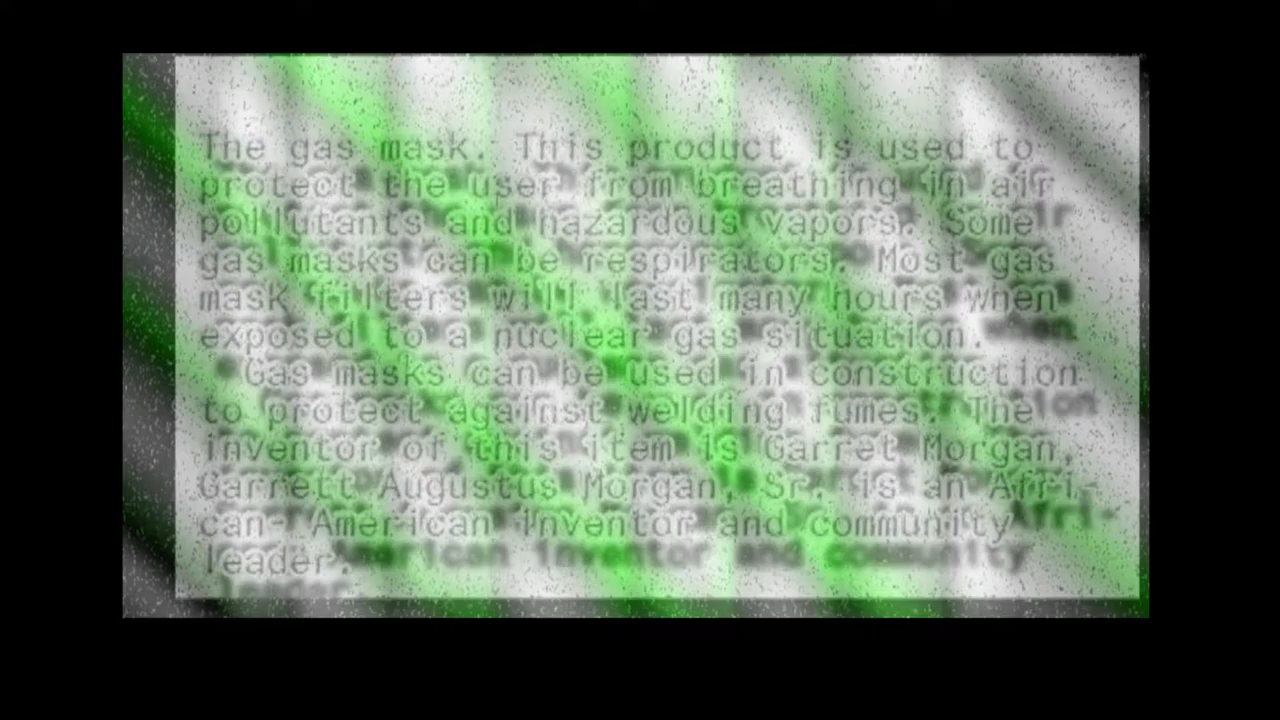 The gas mask. This product is used to
protect the user from breathing in air
pollutants and hazardous vapors. Some
gas masks can be respirators. Most gas
mask filters will last many hours when
exposed to a nuclear gas situation.
Gas masks can be used in construction
to protect against welding fumes. The
inventor of this item is Garret Morgan.
Garrett Augustus Morgan, Sr. is an Afri-
can-American inventor and community
leader.